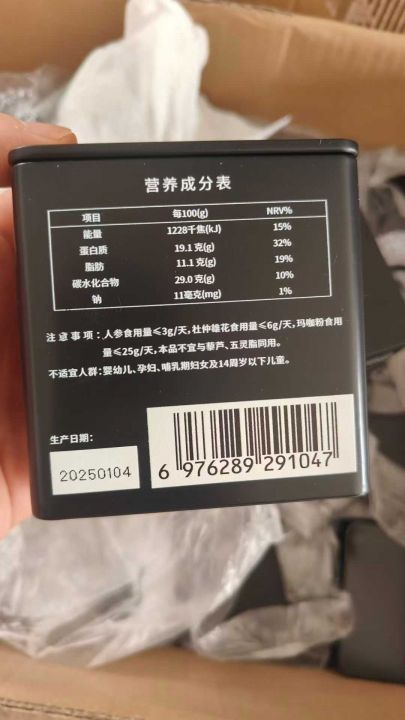 营养成分表
项目 每100(g) NRV%
能量 1228千焦(kJ) 15%
蛋白质 19.1克(g) 32%
脂肪 11.1克(g) 19%
碳水化合物 29.0克(g) 10%
钠 11毫克(mg) 1%
注意事项：人参食用量≤3g/天，杜仲雄花食用量≤6g/天，玛咖粉食用
量≤25g/天，本品不宜与藜芦、五灵脂同用。
不适宜人群：婴幼儿、孕妇、哺乳期妇女及14周岁以下儿童。
生产日期：
20250104
6 976289 291047